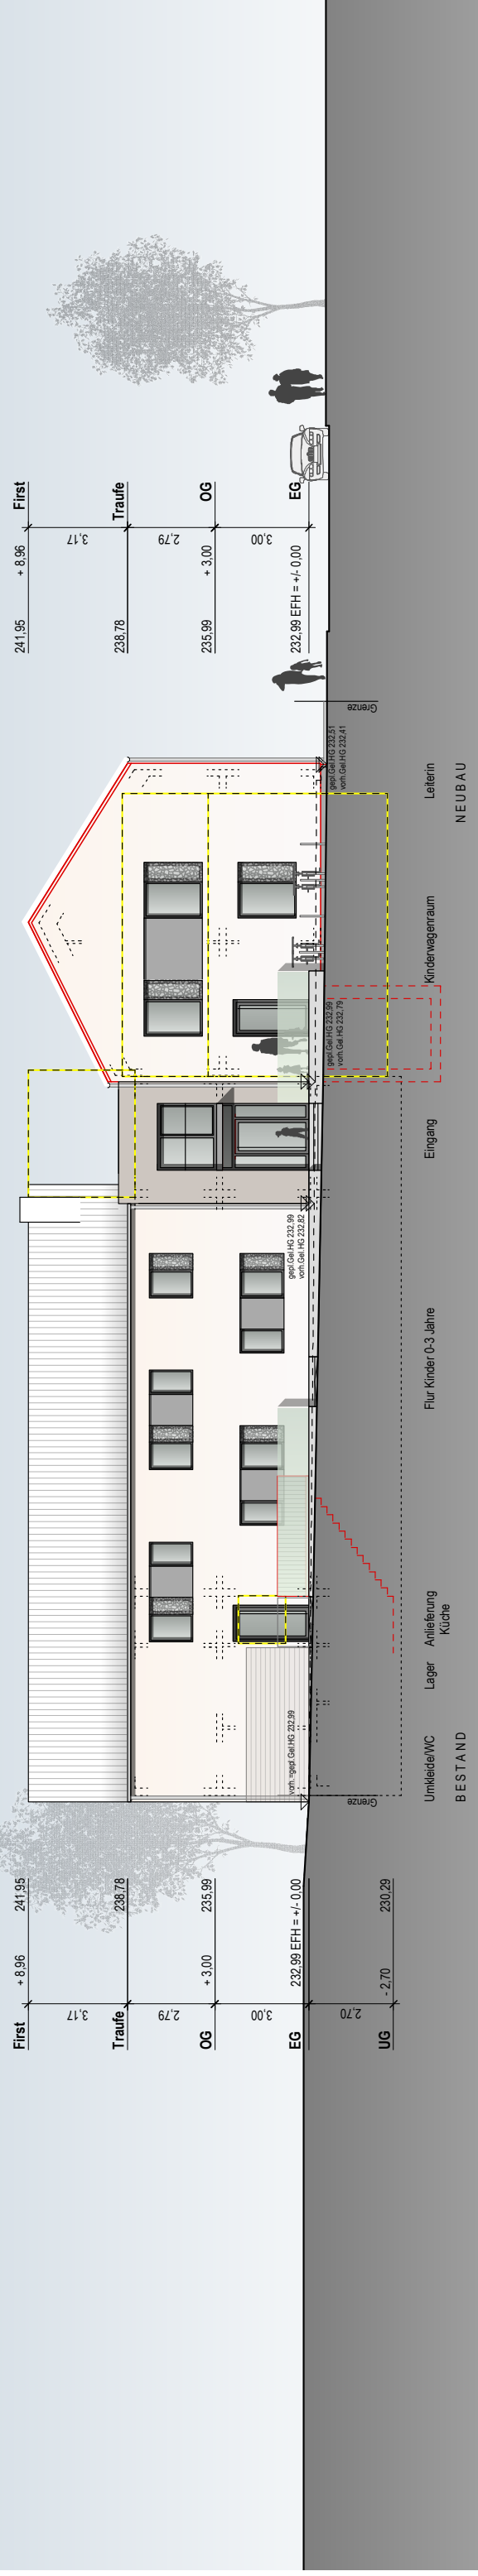 First
+ 8,96
241,95
3,17
Traufe
238,78
2,79
OG
+ 3,00
235,99
3,00
EG
232,99 EFH = +/- 0,00
2,70
UG
- 2,70
230,29
Grenze
vorh.=gepl.Gel.HG 232,99
gepl.Gel.HG 232,99
vorh.Gel.HG 232,82
gepl.Gel.HG 232,99
vorh.Gel.HG 232,79
gepl.Gel.HG 232,51
vorh.Gel.HG 232,41
Grenze
First
+ 8,96
241,95
3,17
Traufe
238,78
2,79
OG
+ 3,00
235,99
3,00
EG
232,99 EFH = +/- 0,00
Umkleide/WC
Lager
Anlieferung
Küche
Flur Kinder 0-3 Jahre
Eingang
Kinderwagenraum
Leiterin
BESTAND
NEUBAU